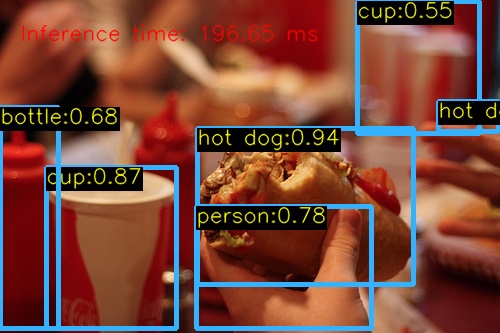 cup:0.55
Inference time: 196.65 ms
hot
bottle:0.68
hot dog:0.94
cup:0.87
person:0.78